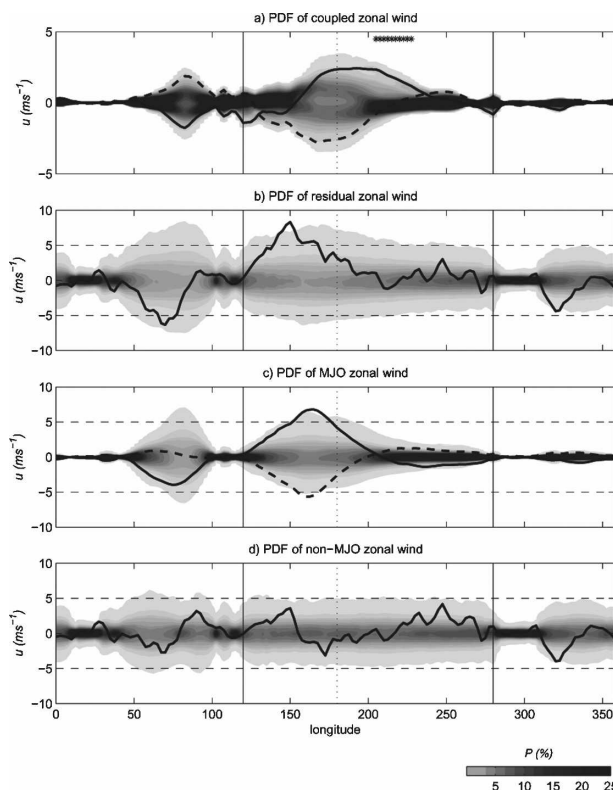 a) PDF of coupled zonal wind
5
u (ms⁻¹)
0
−5
b) PDF of residual zonal wind
10
5
u (ms⁻¹)
0
−5
−10
c) PDF of MJO zonal wind
10
5
u (ms⁻¹)
0
−5
−10
d) PDF of non−MJO zonal wind
10
5
u (ms⁻¹)
0
−5
−10
0 50 100 150 200 250 300 350
longitude
P (%)
5 10 15 20 25